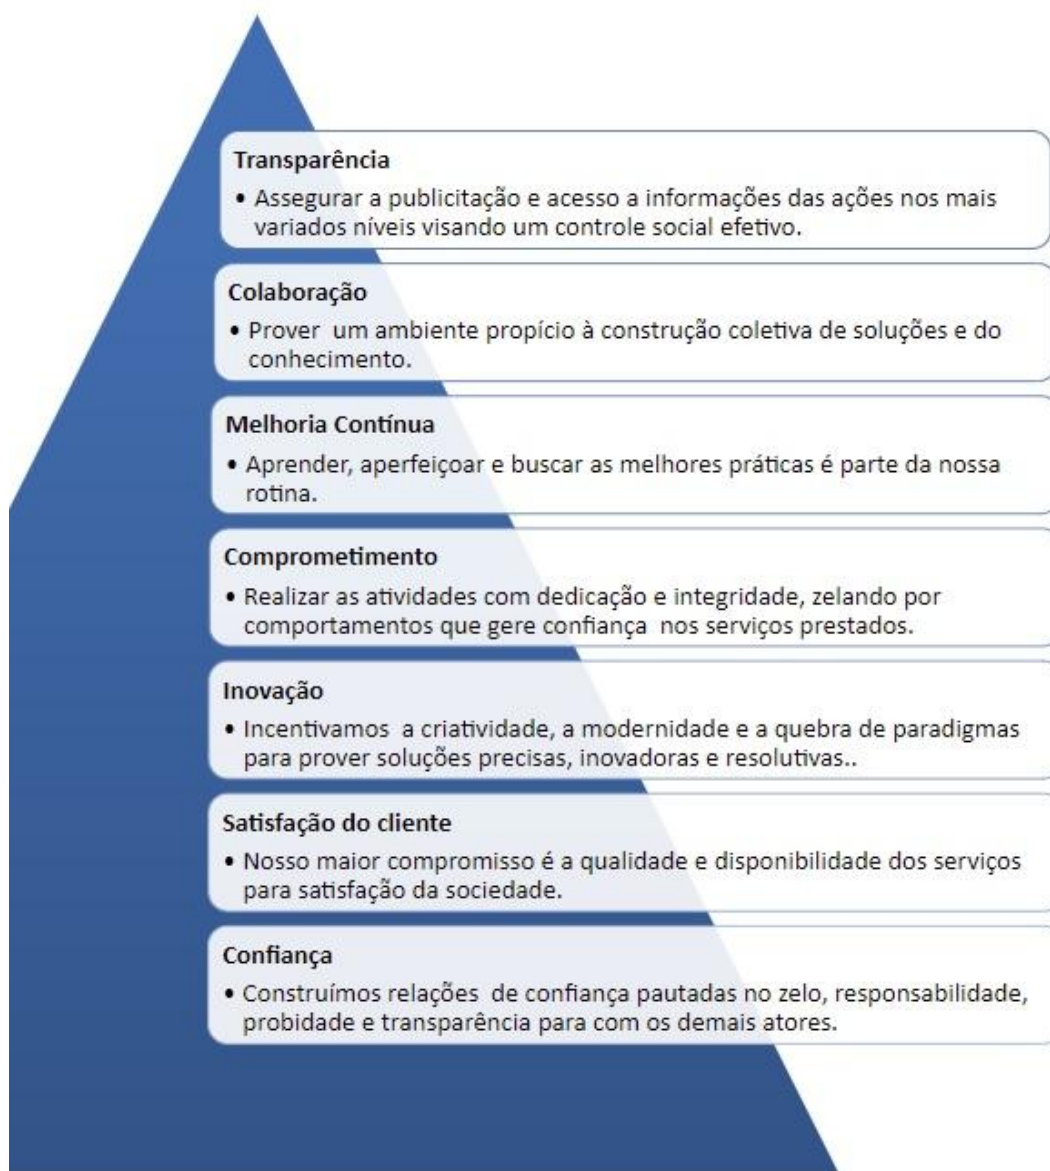 Transparência
• Assegurar a publicitação e acesso a informações das ações nos mais
variados níveis visando um controle social efetivo.
Colaboração
• Prover  um ambiente propício à construção coletiva de soluções e do
conhecimento.
Melhoria Contínua
• Aprender, aperfeiçoar e buscar as melhores práticas é parte da nossa
rotina.
Comprometimento
• Realizar as atividades com dedicação e integridade, zelando por
comportamentos que gere confiança  nos serviços prestados.
Inovação
• Incentivamos  a criatividade, a modernidade e a quebra de paradigmas
para prover soluções precisas, inovadoras e resolutivas..
Satisfação do cliente
• Nosso maior compromisso é a qualidade e disponibilidade dos serviços
para satisfação da sociedade.
Confiança
• Construímos relações  de confiança pautadas no zelo, responsabilidade,
probidade e transparência para com os demais atores.